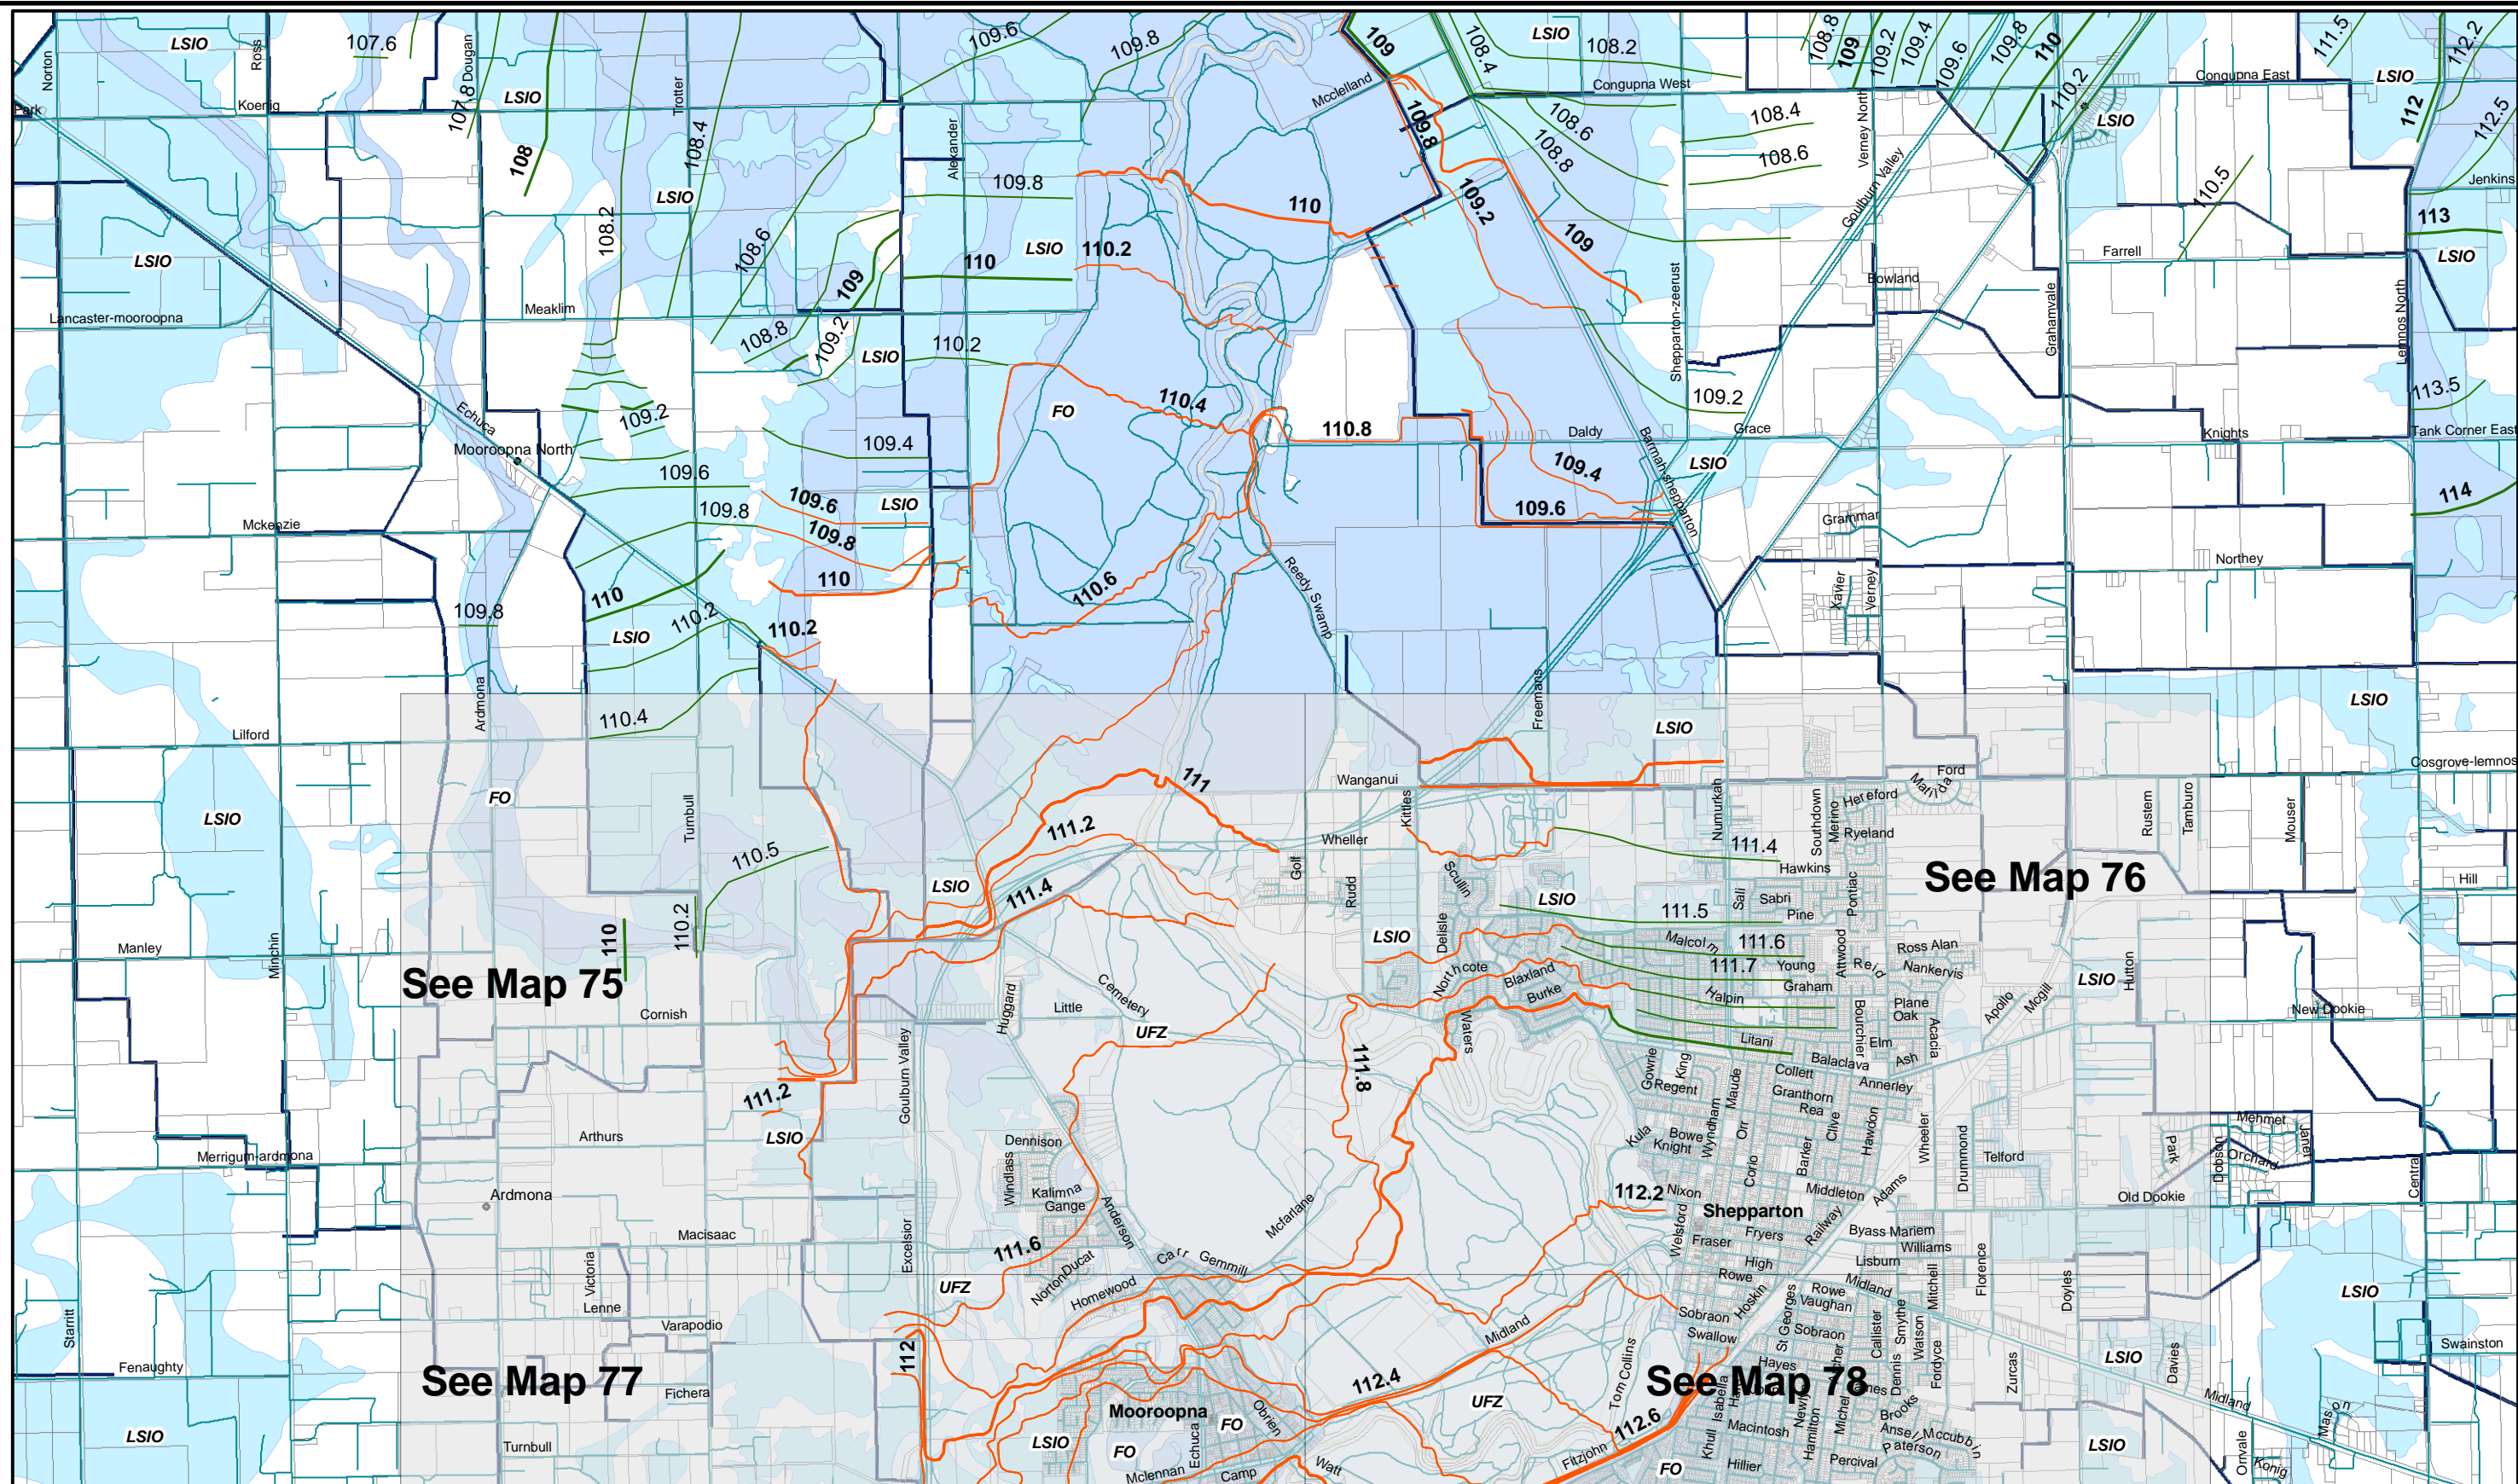 LSIO
107.6
109.6
109.8
109
108.4
LSIO
108.2
108.8
109
109.2
109.4
109.6
109.8
110
111.5
112.2
Norton
Ross
Dougan
107.8
Park
Koenig
LSIO
Trotter
Mcclelland
Congupna West
Congupna East
LSIO
110.2
LSIO
112
112.5
108
108.4
Alexander
109.8
108.6
108.8
108.4
108.6
Verney North
Goulburn Valley
LSIO
109.8
110
109.2
109
110.5
Jenkins
113
LSIO
LSIO
108.2
108.6
109
LSIO
110
110.2
Farrell
Bowland
Shepparton-zeerust
Grahamvale
Lemnos North
Lancaster-mooroopna
Meaklim
108.8
109.2
LSIO
110.2
Echuca
Mooroopna North
109.2
109.4
FO
110.4
110.8
Daldy
Barmah-shepparton
109.2
Grace
LSIO
113.5
Knights
Tank Corner East
109.6
109.6
LSIO
109.4
114
Mckenzie
109.8
109.8
109.6
Grammar
110
Northey
110
110.6
Reedy Swamp
Xavier
Verney
109.8
LSIO
110.2
110.2
Ardmona
110.4
Freemans
LSIO
LSIO
Lilford
111
Wanganui
Ford
Cosgrove-lemnos
FO
LSIO
Turnbull
Kittles
Numurkah
Southdown
Merino
Hereford
Marilda
Ryeland
Rustem
Tamburo
Mouser
111.2
Wheller
111.4
110.5
Golf
Rudd
Scullin
Hawkins
See Map 76
Hill
LSIO
111.4
LSIO
Sali
Sabri
Pine
Pontiac
111.5
110
110.2
Delisle
LSIO
Malcolm
111.6
Attwood
Ross Alan
Manley
Minchin
See Map 75
Northcote
Blaxland
Burke
111.7
Young
Reid
Nankervis
LSIO
Hutton
Graham
Halpin
Cornish
Huggard
Little
Cemetery
UFZ
Plane
Oak
Apollo
Mcgill
New Dookie
Goulburn Valley
Waters
111.8
Bourchier
Acacia
Litani
Elm
Ash
Balaclava
Gowrie
King
Collett
Regent
Maude
Annerley
Granthorn
Rea
111.2
LSIO
Arthurs
Dennison
Kula
Bowe
Knight
Wyndham
Orr
Clive
Hawdon
Wheeler
Mehmet
Janet
Merrigum-ardmona
Windlass
Corio
Barker
Drummond
Telford
Park
Dobson
Orchard
Central
Ardmona
Kalimna
Gange
Anderson
112.2
Nixon
Middleton
Adams
Old Dookie
Shepparton
Mcfarlane
Macisaac
Excelsior
111.6
Welsford
Fraser
Fryers
Railway
Byass
Mariem
Williams
Victoria
Ducat
Norton
Carr
Gemmill
High
Lisburn
Florence
Doyles
UFZ
Homewood
Rowe
Midland
Mitchell
LSIO
Lenne
Hoskin
St Georges
Rowe
Vaughan
Starritt
Varapodio
Sobraon
Sobraon
Callister
Smythe
Watson
Swainston
112
Midland
Swallow
Fenaughty
Tom Collins
Hayes
Archer
Dennis
Fordyce
Zurcas
LSIO
Davies
See Map 77
Fichera
112.4
See Map 78
Mooroopna
FO
Obrien
UFZ
112.6
Isabella
Hamilton
Michel
Brooks
Midland
Mason
LSIO
LSIO
FO
Echuca
Macintosh
Ansell
Mccubbin
Paterson
LSIO
Turnbull
Mclennan
Camp
Watt
Fitzjohn
Khull
FO
Hillier
Percival
Orrvale
Konig